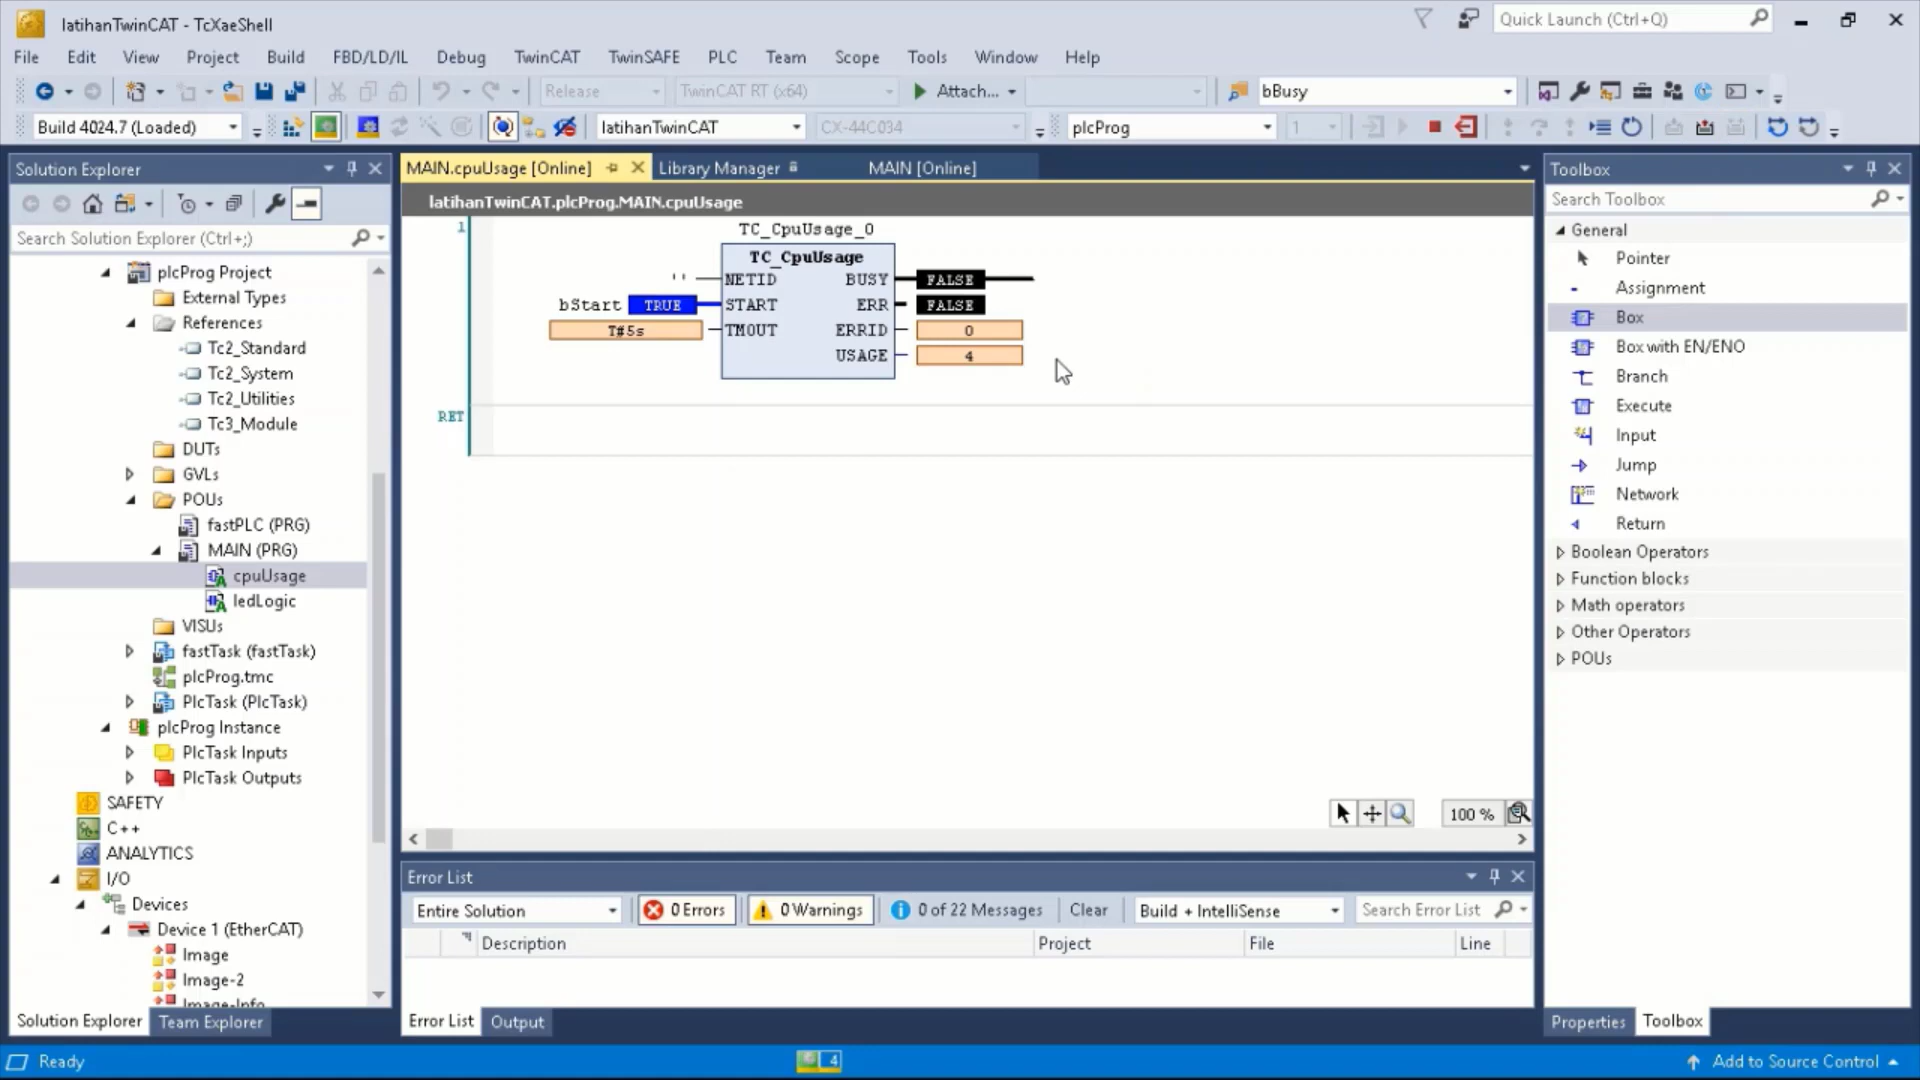 latihanTwinCAT - TcXaeShell
Quick Launch (Ctrl+Q)
File Edit View Project Build FBD/LD/IL Debug TwinCAT TwinSAFE PLC Team Scope Tools Window Help
Release TwinCAT RT (x64) Attach... bBusy
Build 4024.7 (Loaded) latihanTwinCAT CX-44C034 plcProg 1
Solution Explorer
Search Solution Explorer (Ctrl+;)
plcProg Project
External Types
References
Tc2_Standard
Tc2_System
Tc2_Utilities
Tc3_Module
DUTs
GVLs
POUs
fastPLC (PRG)
MAIN (PRG)
cpuUsage
ledLogic
VISUs
fastTask (fastTask)
plcProg.tmc
PlcTask (PlcTask)
plcProg Instance
PlcTask Inputs
PlcTask Outputs
SAFETY
C++
ANALYTICS
I/O
Devices
Device 1 (EtherCAT)
Image
Image-2
Image-Info
Solution Explorer Team Explorer
MAIN.cpuUsage [Online] Library Manager MAIN [Online]
latihanTwinCAT.plcProg.MAIN.cpuUsage
1
TC_CpuUsage_0
TC_CpuUsage
'' NETID BUSY FALSE
bStart TRUE START ERR FALSE
T#5s TMOUT ERRID 0
USAGE 4
RET
100 %
Error List
Entire Solution 0 Errors 0 Warnings 0 of 22 Messages Clear Build + IntelliSense Search Error List
Description Project File Line
Error List Output
Toolbox
Search Toolbox
General
Pointer
Assignment
Box
Box with EN/ENO
Branch
Execute
Input
Jump
Network
Return
Boolean Operators
Function blocks
Math operators
Other Operators
POUs
Properties Toolbox
Ready 4 Add to Source Control